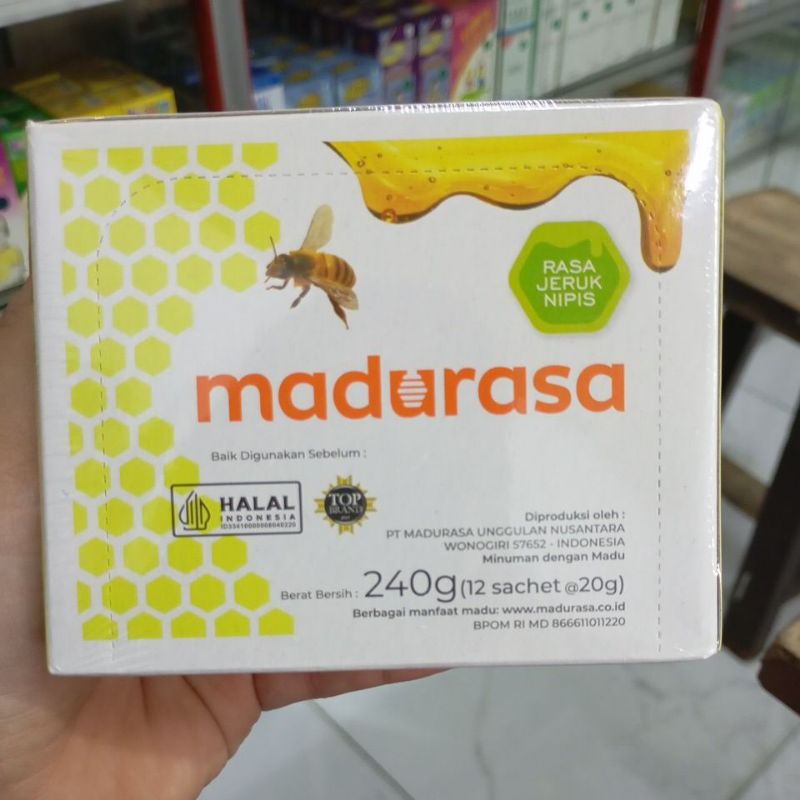 RASA
JERUK
NIPIS
madurasa
Baik Digunakan Sebelum :
HALAL
INDONESIA
TOP
BRAND
Diproduksi oleh :
PT MADURASA UNGGULAN NUSANTARA
WONOGIRI 57652 - INDONESIA
Minuman dengan Madu
Berat Bersih : 240g (12 sachet @20g)
Berbagai manfaat madu: www.madurasa.co.id
BPOM RI MD 866611011220